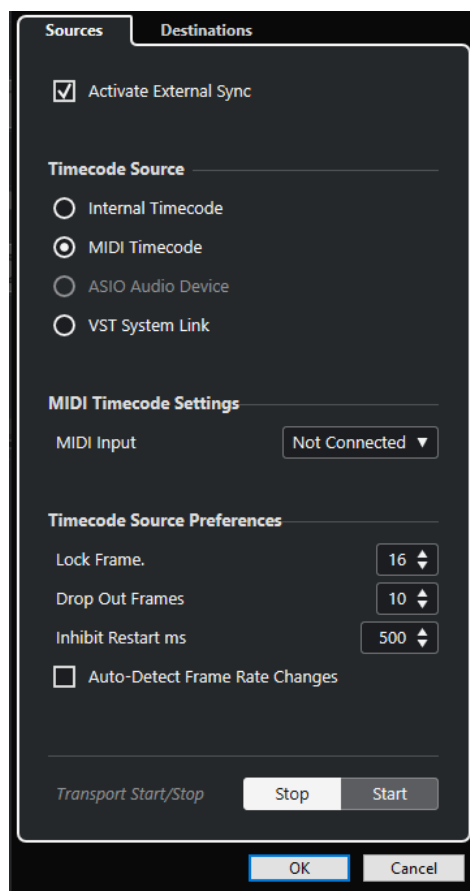 Sources Destinations
Activate External Sync
Timecode Source
Internal Timecode
MIDI Timecode
ASIO Audio Device
VST System Link
MIDI Timecode Settings
MIDI Input Not Connected
Timecode Source Preferences
Lock Frame. 16
Drop Out Frames 10
Inhibit Restart ms 500
Auto-Detect Frame Rate Changes
Transport Start/Stop Stop Start
OK Cancel